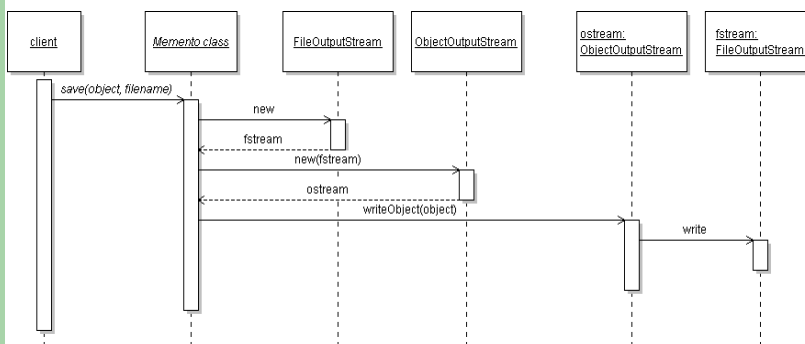 client
Memento class
FileOutputStream
ObjectOutputStream
ostream:
ObjectOutputStream
fstream:
FileOutputStream
save(object, filename)
new
fstream
new(fstream)
ostream
writeObject(object)
write